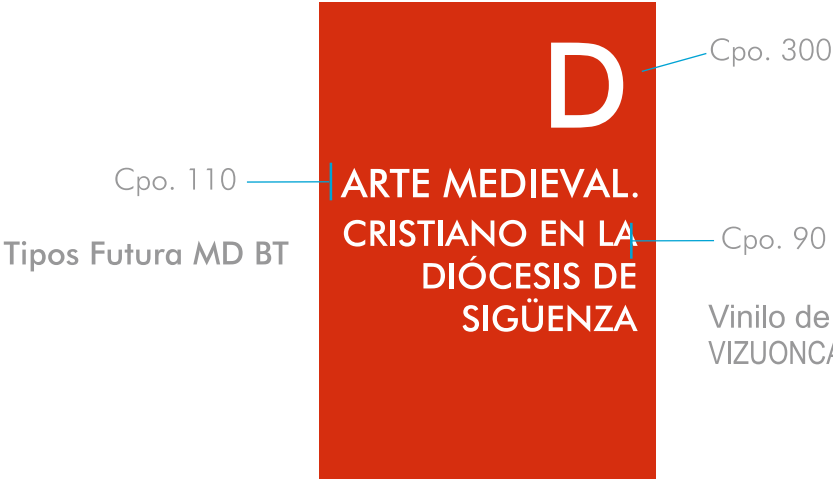 D
Cpo. 300
Cpo. 110
ARTE MEDIEVAL.
CRISTIANO EN LA
Cpo. 90
Tipos Futura MD BT
DIÓCESIS DE
SIGÜENZA
Vinilo de